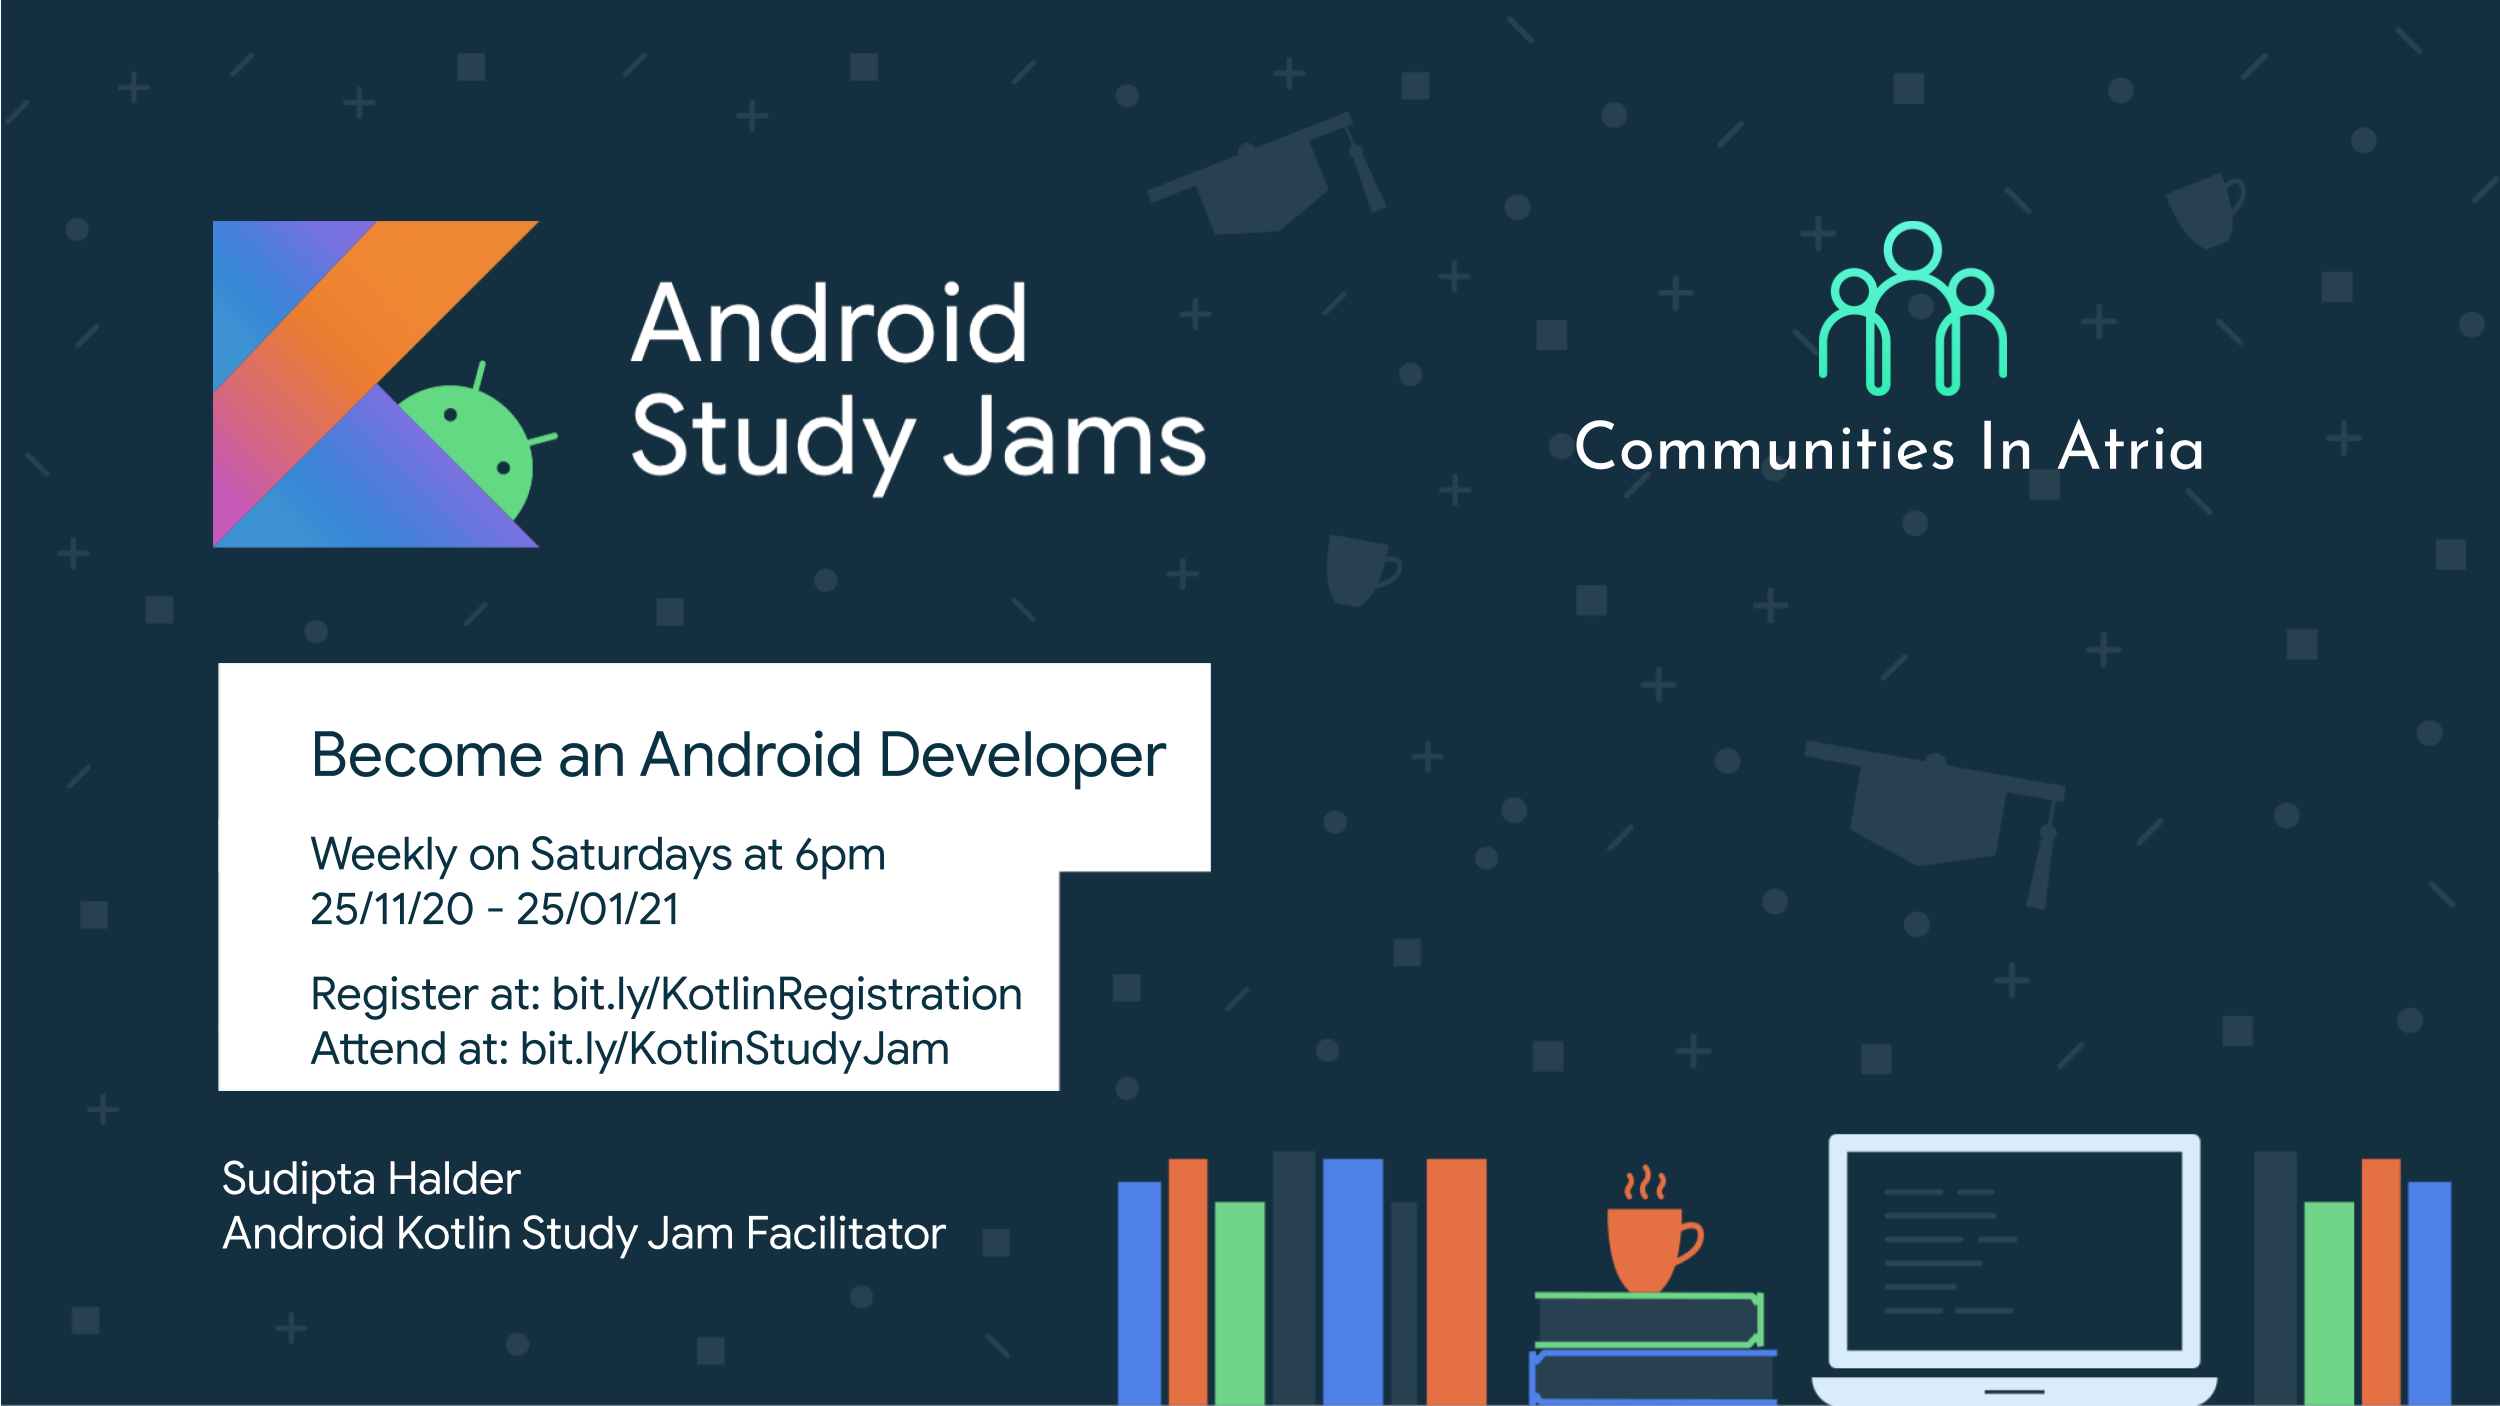 Android
Study Jams
Communities In Atria
Become an Android Developer
Weekly on Saturdays at 6pm
25/11/20 - 25/01/21
Register at: bit.ly/KotlinRegistration
Attend at: bit.ly/KotlinStudyJam
Sudipta Halder
Android Kotlin Study Jam Facilitator